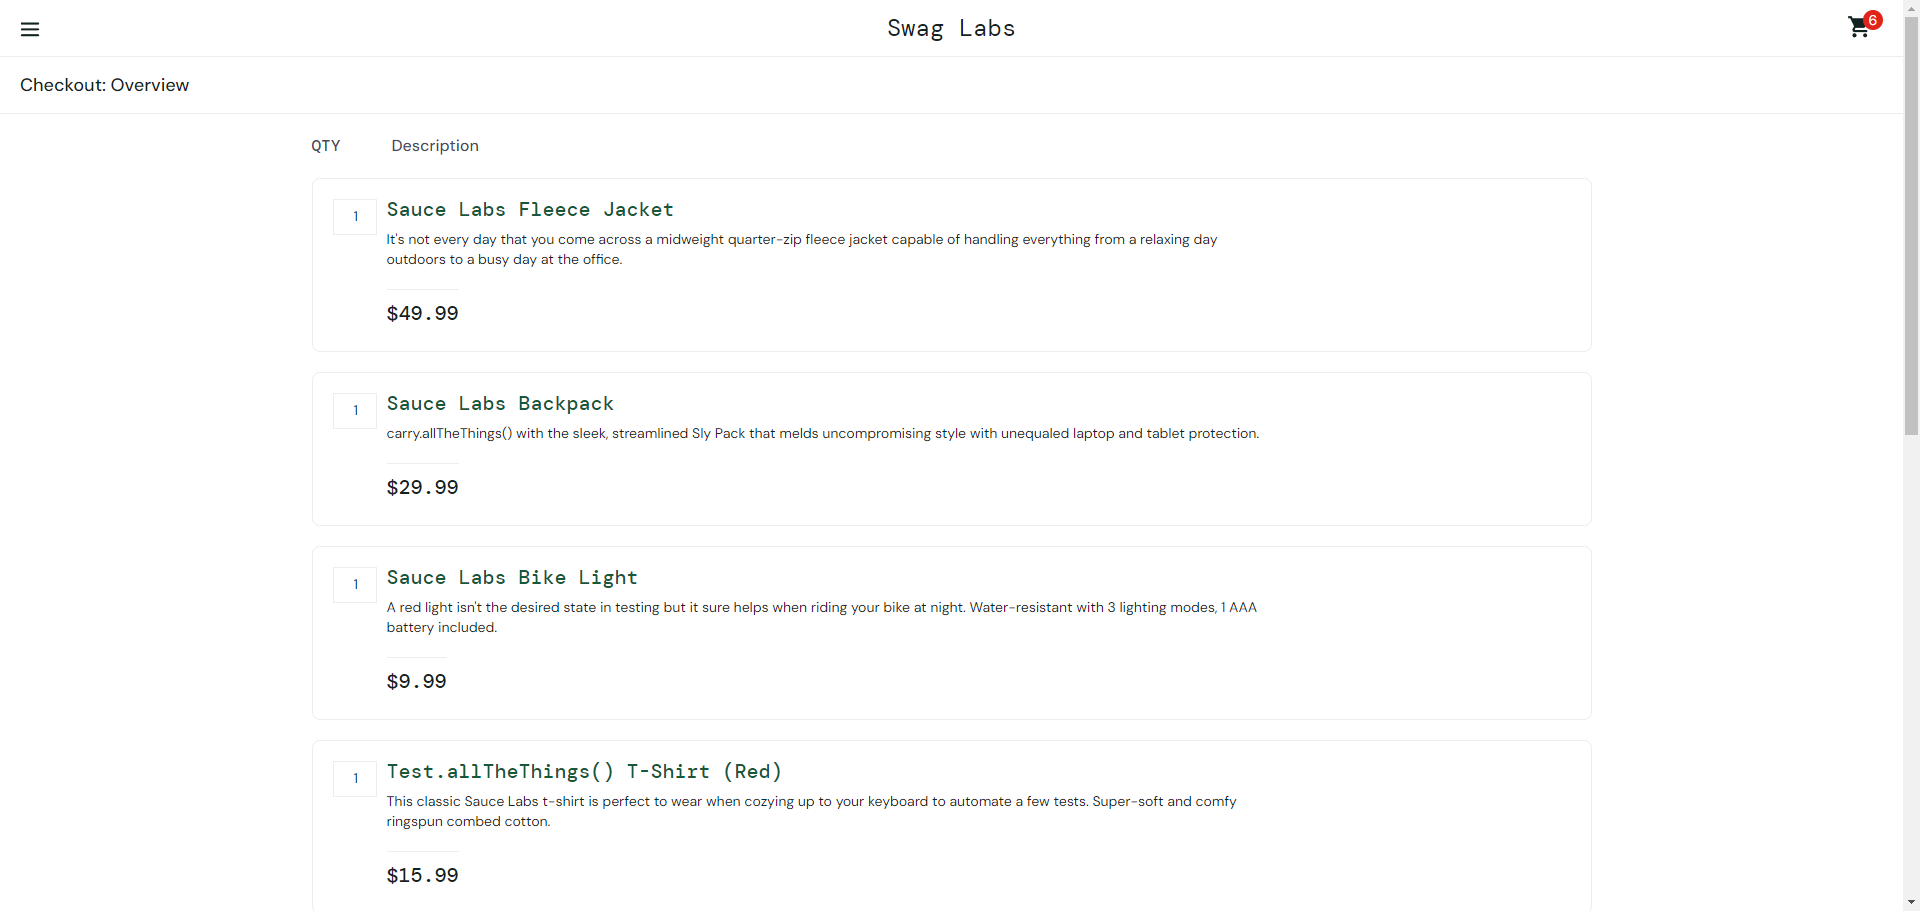 Swag Labs
6
Checkout: Overview
QTY Description
1
Sauce Labs Fleece Jacket
It's not every day that you come across a midweight quarter-zip fleece jacket capable of handling everything from a relaxing day
outdoors to a busy day at the office.
$49.99
1
Sauce Labs Backpack
carry.allTheThings() with the sleek, streamlined Sly Pack that melds uncompromising style with unequaled laptop and tablet protection.
$29.99
1
Sauce Labs Bike Light
A red light isn't the desired state in testing but it sure helps when riding your bike at night. Water-resistant with 3 lighting modes, 1 AAA
battery included.
$9.99
1
Test.allTheThings() T-Shirt (Red)
This classic Sauce Labs t-shirt is perfect to wear when cozying up to your keyboard to automate a few tests. Super-soft and comfy
ringspun combed cotton.
$15.99